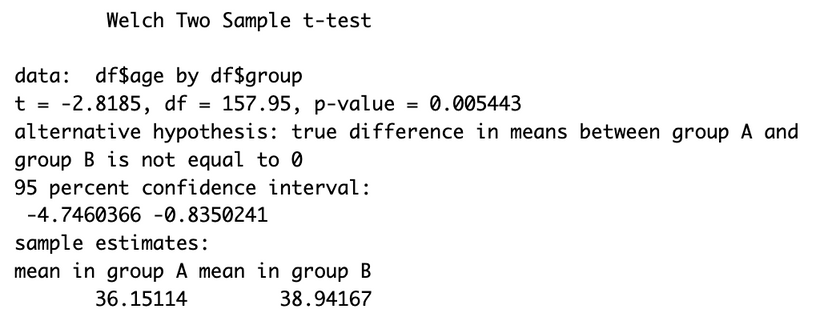 Welch Two Sample t-test
data:  df$age by df$group
t = -2.8185, df = 157.95, p-value = 0.005443
alternative hypothesis: true difference in means between group A and
group B is not equal to 0
95 percent confidence interval:
 -4.7460366 -0.8350241
sample estimates:
mean in group A mean in group B
       36.15114        38.94167